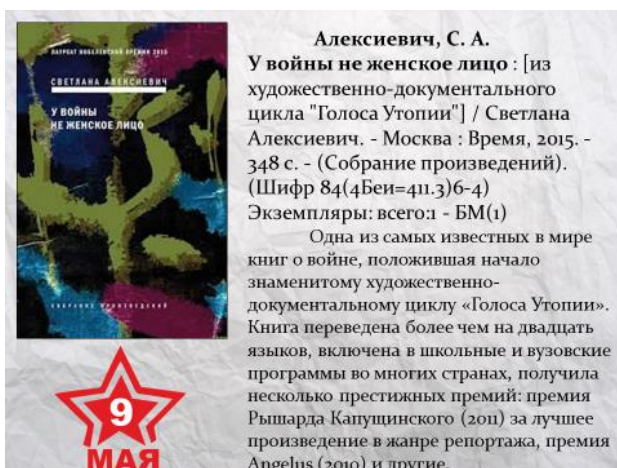 ЛАУРЕАТ НОБЕЛЕВСКОЙ ПРЕМИИ 2015
СВЕТЛАНА АЛЕКСИЕВИЧ
У ВОЙНЫ
НЕ ЖЕНСКОЕ ЛИЦО
СОБРАНИЕ ПРОИЗВЕДЕНИЙ
9
МАЯ
Алексиевич, С. А.
У войны не женское лицо : [из
художественно-документального
цикла "Голоса Утопии"] / Светлана
Алексиевич. - Москва : Время, 2015. -
348 с. - (Собрание произведений).
(Шифр 84(4Беи=411.3)6-4)
Экземпляры: всего:1 - БМ(1)
Одна из самых известных в мире
книг о войне, положившая начало
знаменитому художественно-
документальному циклу «Голоса Утопии».
Книга переведена более чем на двадцать
языков, включена в школьные и вузовские
программы во многих странах, получила
несколько престижных премий: премия
Рышарда Капущинского (2011) за лучшее
произведение в жанре репортажа, премия
Angelus (2010) и другие.